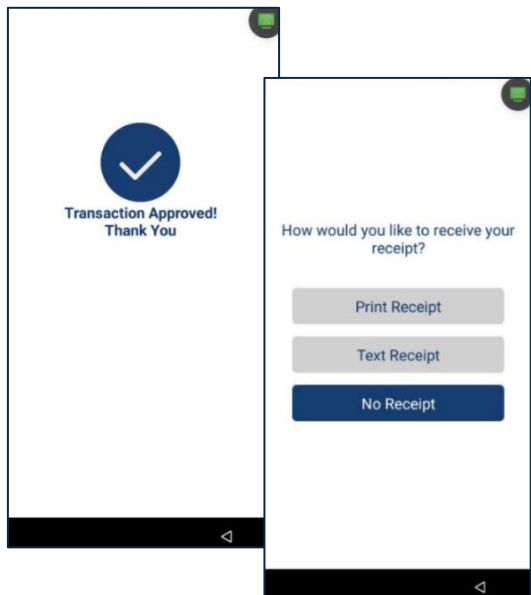 Transaction Approved!
Thank You
How would you like to receive your
receipt?
Print Receipt
Text Receipt
No Receipt